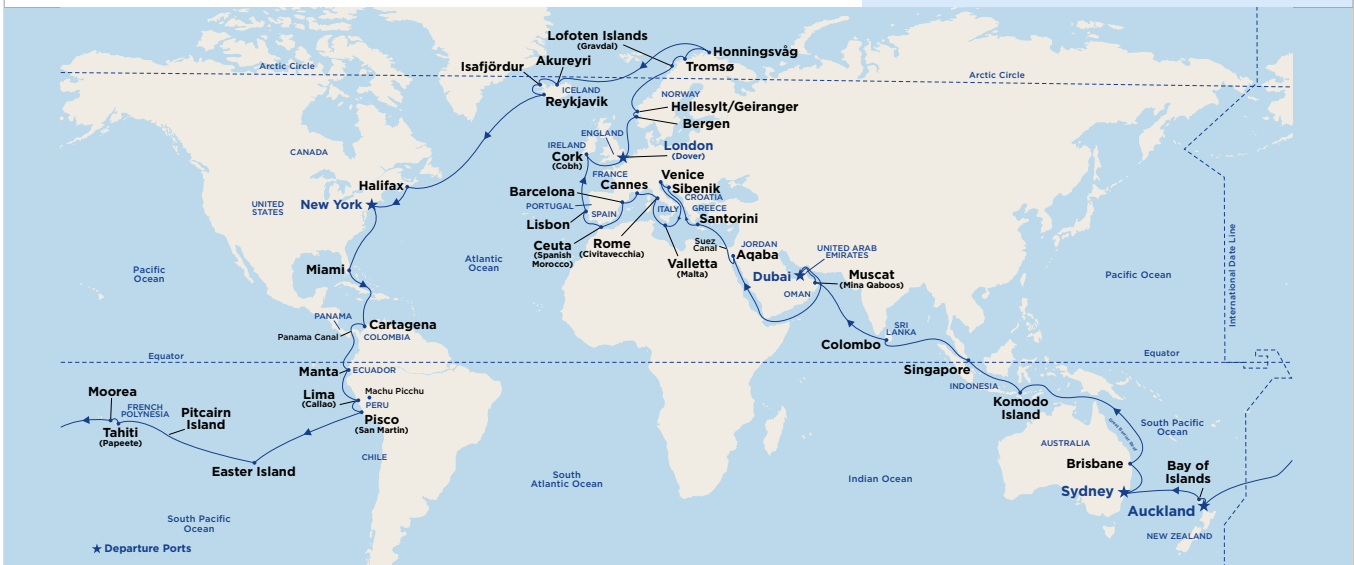 Lofoten Islands
(Gravdal)
Honningsvåg
Tromsø
Isafjördur
Akureyri
Arctic Circle
Arctic Circle
ICELAND
Reykjavik
NORWAY
Hellesylt/Geiranger
Bergen
ENGLAND
IRELAND
London
(Dover)
Cork
(Cobh)
CANADA
FRANCE
Halifax
Cannes
Venice
Sibenik
Barcelona
CROATIA
UNITED
STATES
New York
PORTUGAL
SPAIN
ITALY
GREECE
Lisbon
Santorini
Ceuta
(Spanish
Morocco)
Rome
(Civitavecchia)
Suez
Canal
JORDAN
Aqaba
UNITED ARAB
EMIRATES
Valletta
(Malta)
Miami
Atlantic
Ocean
Pacific
Ocean
Dubai
Muscat
(Mina Qaboos)
Pacific Ocean
International Date Line
OMAN
PANAMA
Cartagena
Panama Canal
COLOMBIA
SRI
LANKA
Colombo
Equator
Equator
Manta
ECUADOR
Singapore
INDONESIA
Moorea
Lima
(Callao)
Machu Picchu
PERU
Komodo
Island
FRENCH
POLYNESIA
Pitcairn
Island
Pisco
(San Martin)
Tahiti
(Papeete)
South Pacific
Ocean
Great Barrier Reef
AUSTRALIA
CHILE
Easter Island
Brisbane
Bay of
Islands
South
Atlantic Ocean
Indian Ocean
Sydney
Auckland
South Pacific
Ocean
NEW ZEALAND
Departure Ports